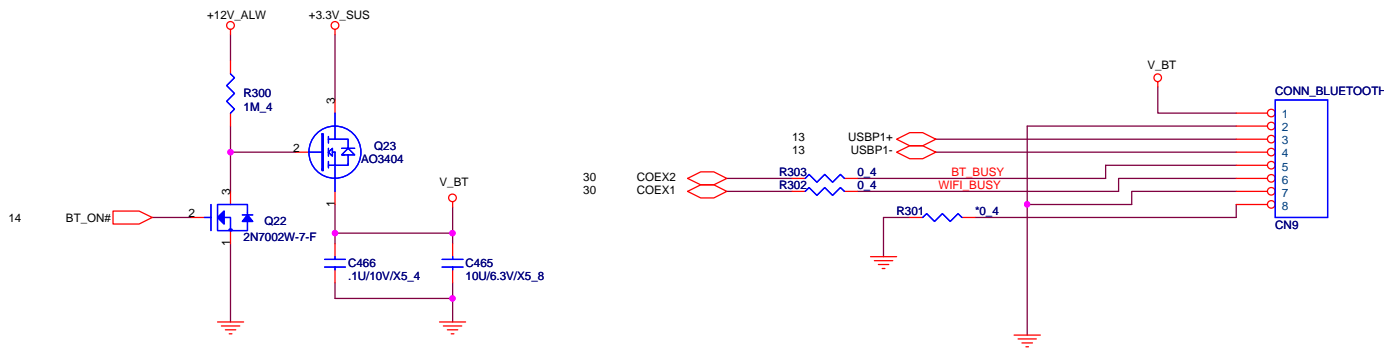 +12V_ALW
+3.3V_SUS
R300
1M_4
3
3
2
Q23
AO3404
1
V_BT
14
BT_ON#
2
3
1
Q22
2N7002W-7-F
C466
.1U/10V/X5_4
C465
10U/6.3V/X5_8
V_BT
CONN_BLUETOOTH
13 USBP1+
13 USBP1-
30 COEX2
R303 0_4 BT_BUSY
30 COEX1
R302 0_4 WIFI_BUSY
R301 *0_4
1
2
3
4
5
6
7
8
CN9